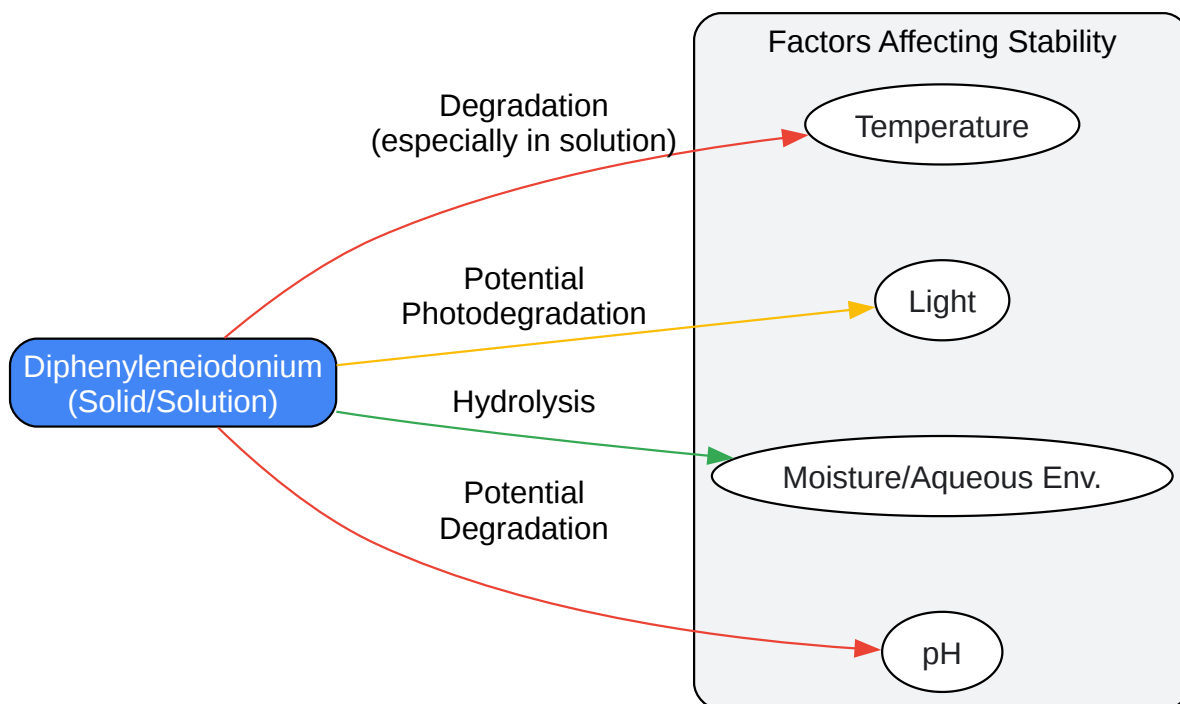 Factors Affecting Stability
Degradation
(especially in solution)
Temperature
Potential
Photodegradation
Light
Diphenyleneiodonium
(Solid/Solution)
Hydrolysis
Moisture/Aqueous Env.
Potential
Degradation
pH